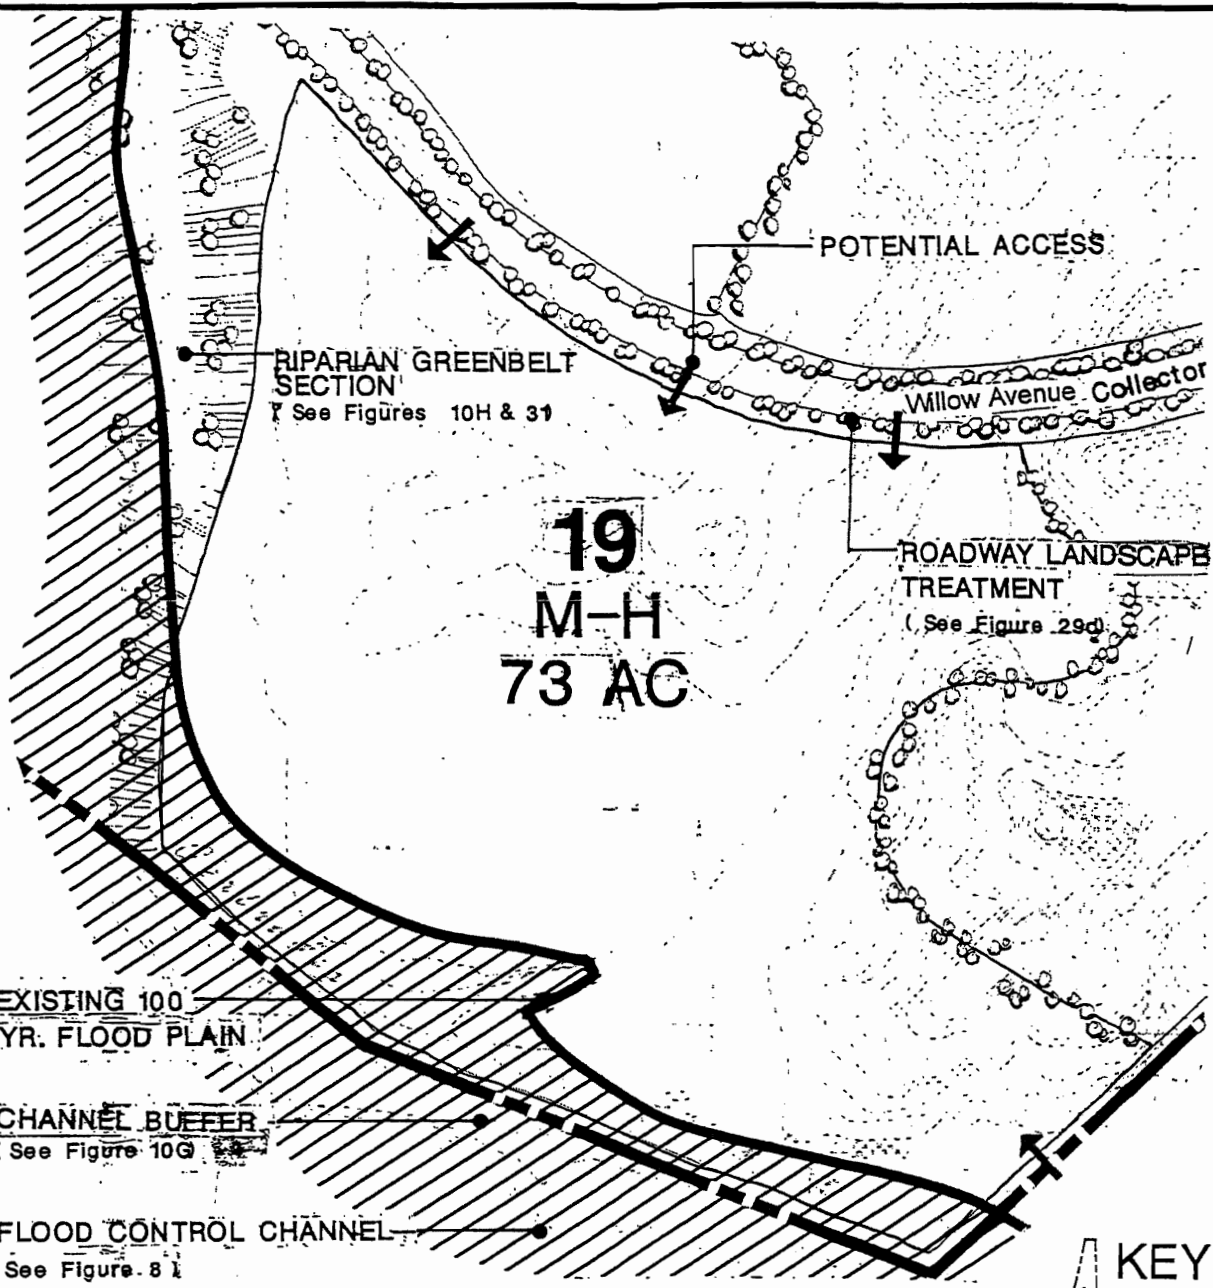 POTENTIAL ACCESS
RIPARIAN GREENBELT
SECTION
( See Figures 10H & 31)
Willow Avenue Collector
19
M-H
73 AC
ROADWAY LANDSCAPE
TREATMENT
( See Figure 29d)
EXISTING 100
YR. FLOOD PLAIN
CHANNEL BUFFER
See Figure 10G
FLOOD CONTROL CHANNEL
See Figure 8 )
KEY